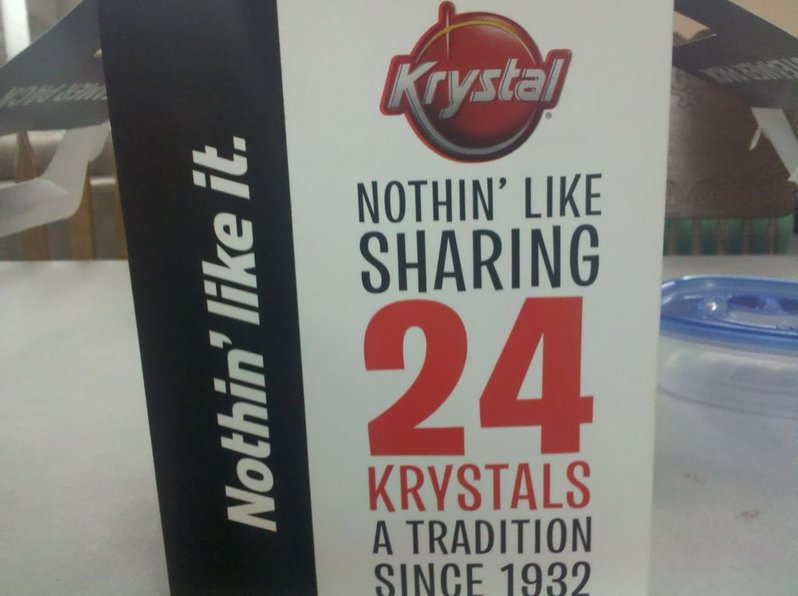 Krystal
NOTHIN' LIKE
SHARING
24
KRYSTALS
A TRADITION
SINCE 1932
Nothin' like it.